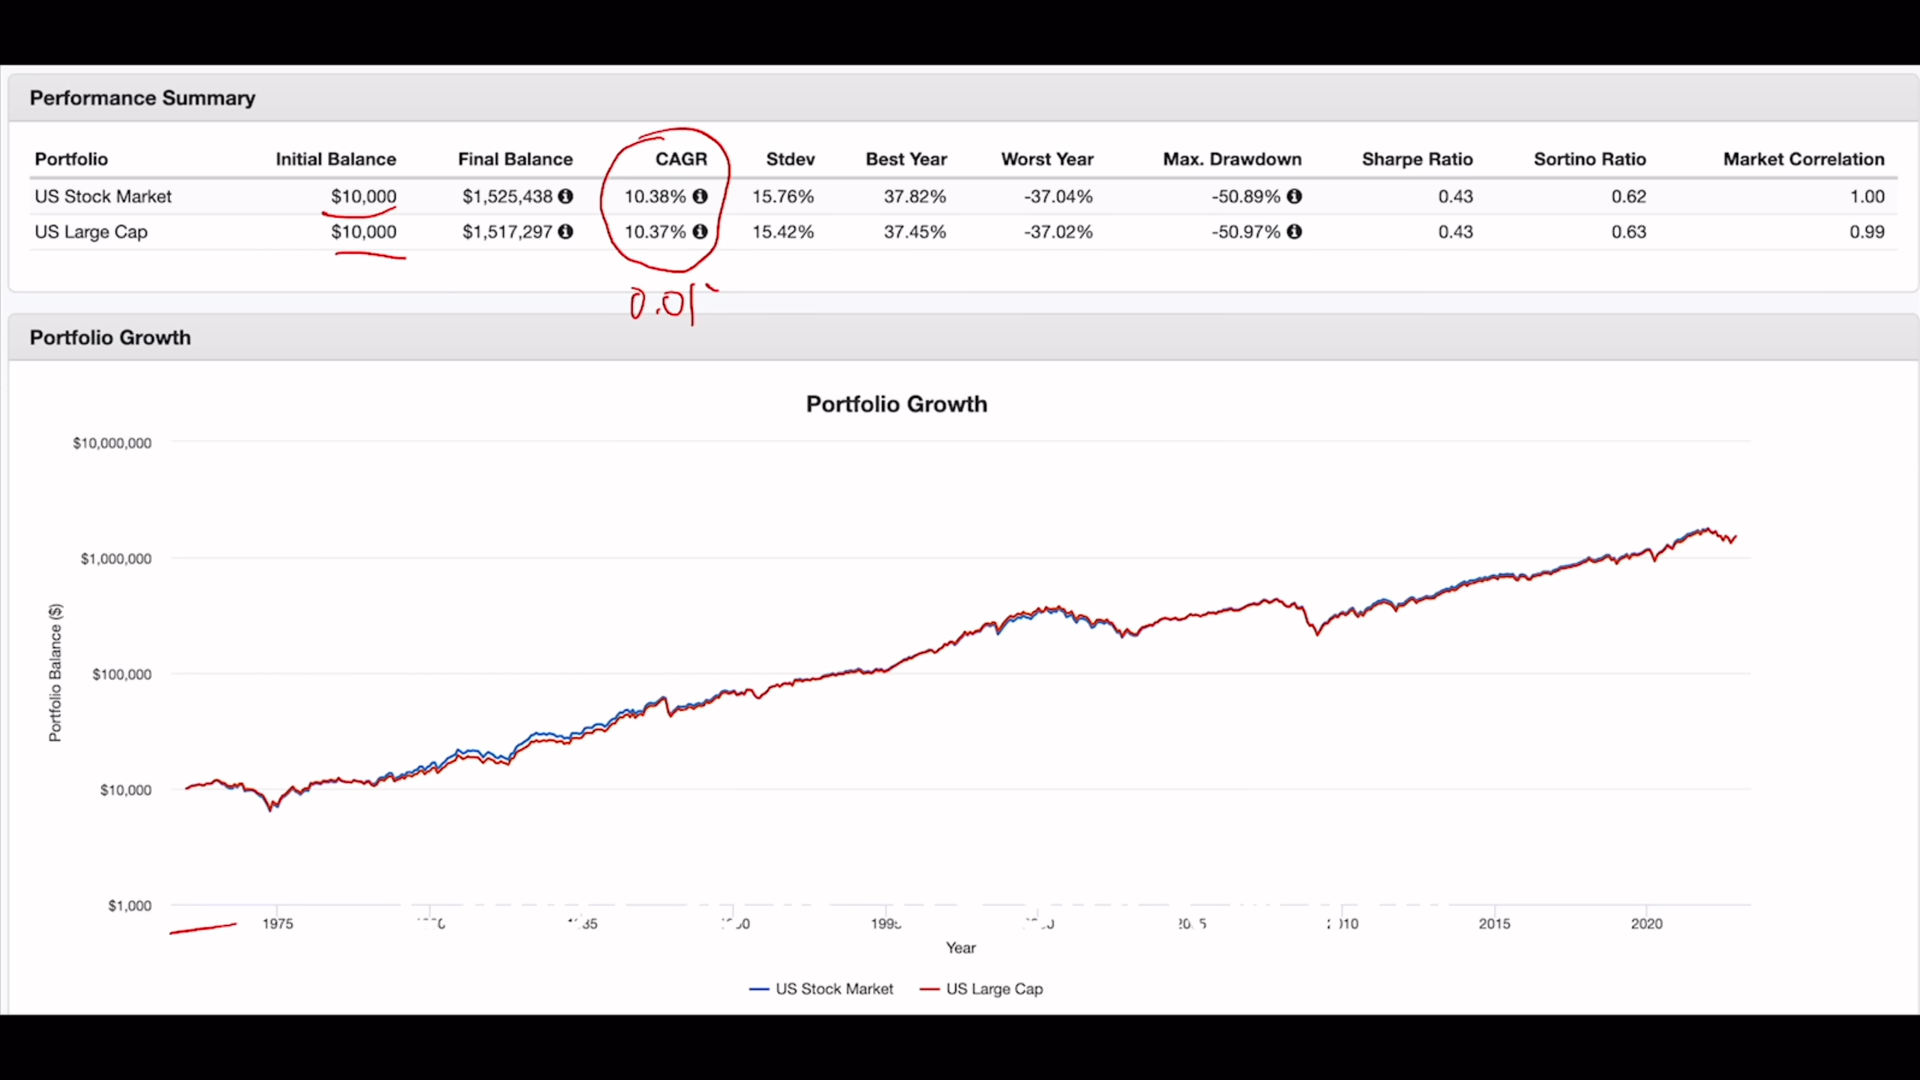 Performance Summary
Portfolio Initial Balance Final Balance CAGR Stdev Best Year Worst Year Max. Drawdown Sharpe Ratio Sortino Ratio Market Correlation
US Stock Market $10,000 $1,525,438 10.38% 15.76% 37.82% -37.04% -50.89% 0.43 0.62 1.00
US Large Cap $10,000 $1,517,297 10.37% 15.42% 37.45% -37.02% -50.97% 0.43 0.63 0.99
0.01
Portfolio Growth
Portfolio Growth
$10,000,000
$1,000,000
$100,000
$10,000
$1,000
Portfolio Balance ($)
1975 2015 2020
Year
US Stock Market US Large Cap